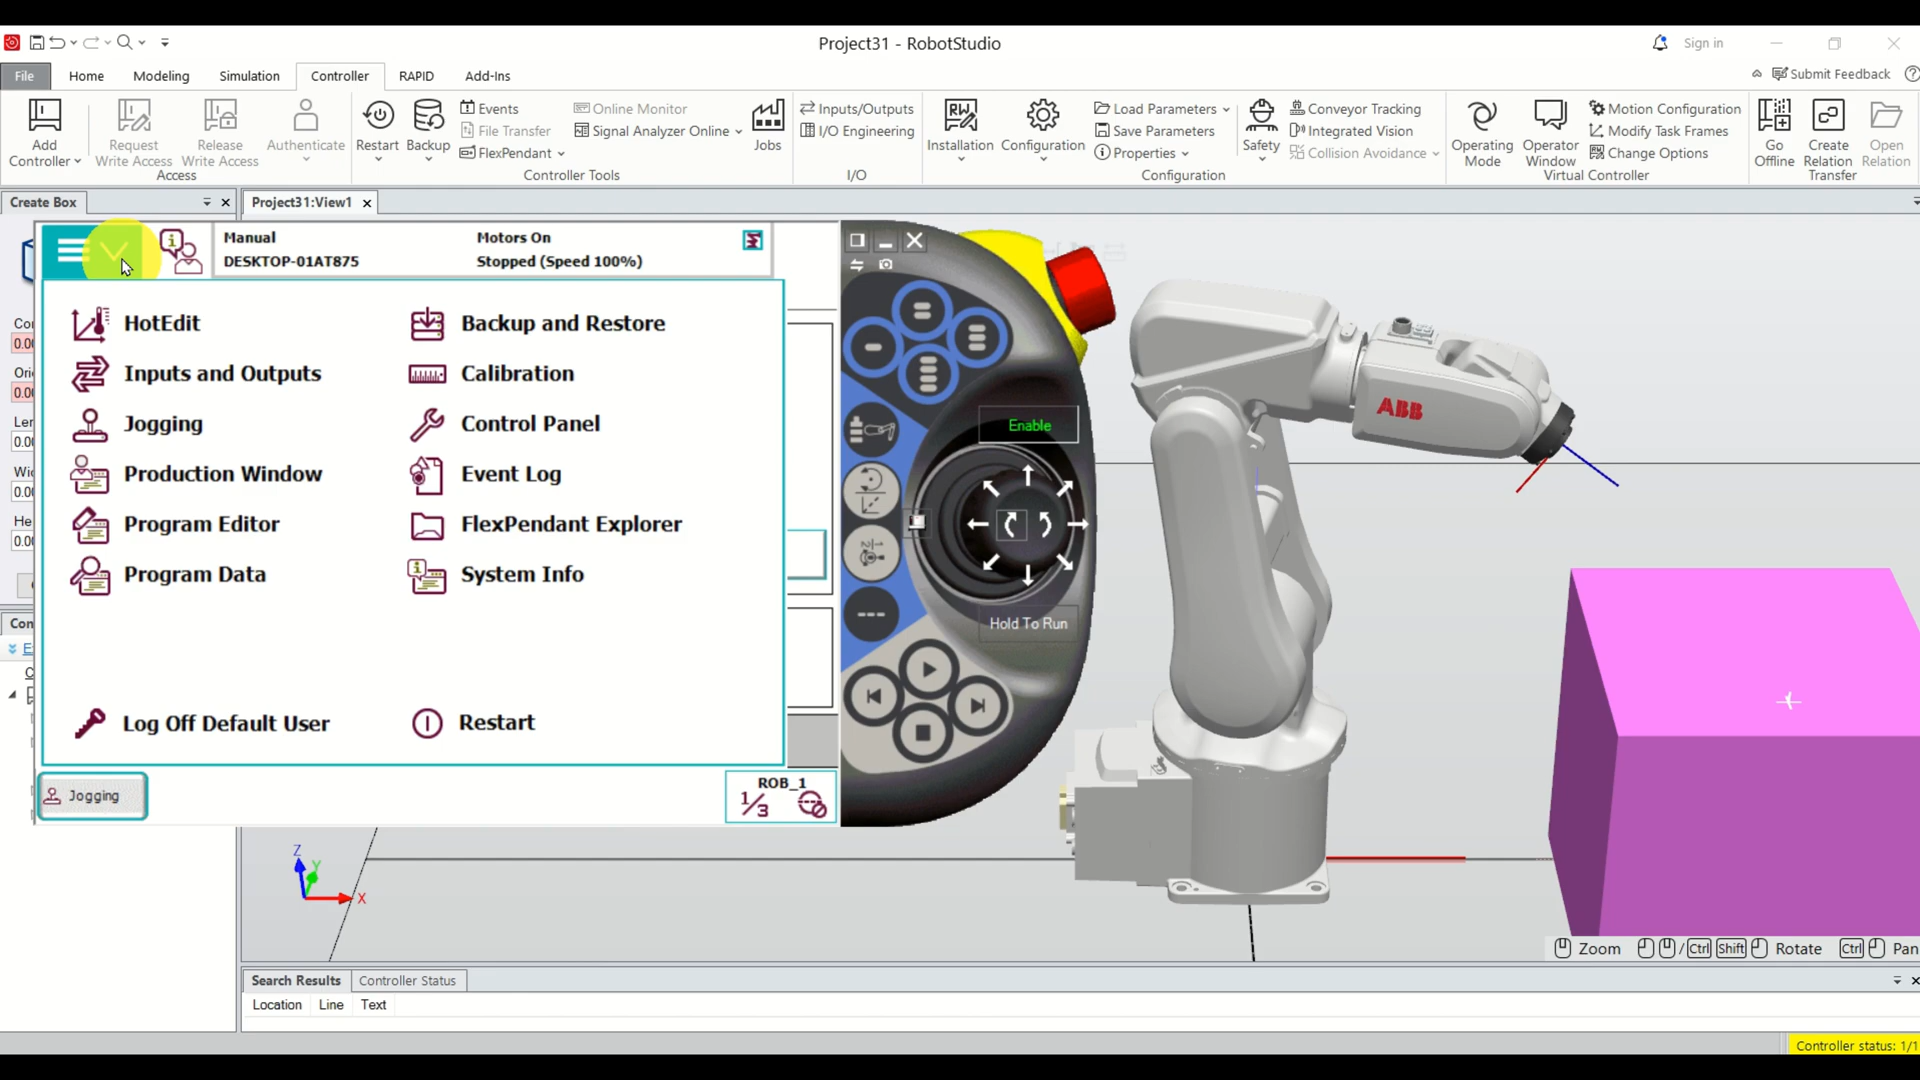 Project31 - RobotStudio
Sign in
File Home Modeling Simulation Controller RAPID Add-Ins
Submit Feedback
Add Controller
Request Write Access
Release Write Access
Authenticate
Access
Restart
Backup
Events
File Transfer
FlexPendant
Online Monitor
Signal Analyzer Online
Jobs
Controller Tools
Inputs/Outputs
I/O Engineering
I/O
Installation
Configuration
Load Parameters
Save Parameters
Properties
Safety
Conveyor Tracking
Integrated Vision
Collision Avoidance
Configuration
Operating Mode
Operator Window
Motion Configuration
Modify Task Frames
Change Options
Virtual Controller
Go Offline
Create Relation
Open Relation
Transfer
Create Box
Project31:View1
Manual
DESKTOP-01AT875
Motors On
Stopped (Speed 100%)
HotEdit
Backup and Restore
Inputs and Outputs
Calibration
Jogging
Control Panel
Production Window
Event Log
Program Editor
FlexPendant Explorer
Program Data
System Info
Log Off Default User
Restart
Jogging
ROB_1
1/3
Enable
Hold To Run
ABB
Z
Y
X
Zoom
Ctrl Shift Rotate
Ctrl Pan
Search Results Controller Status
Location Line Text
Controller status: 1/1